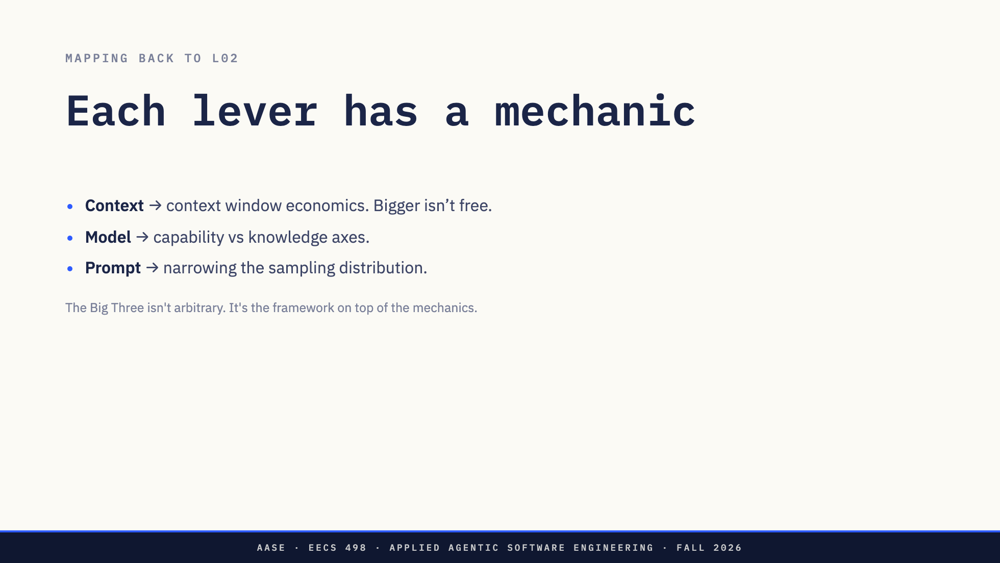 MAPPING BACK TO L02
Each lever has a mechanic
• Context → context window economics. Bigger isn’t free.
• Model → capability vs knowledge axes.
• Prompt → narrowing the sampling distribution.
The Big Three isn't arbitrary. It's the framework on top of the mechanics.
AASE · EECS 498 · APPLIED AGENTIC SOFTWARE ENGINEERING · FALL 2026